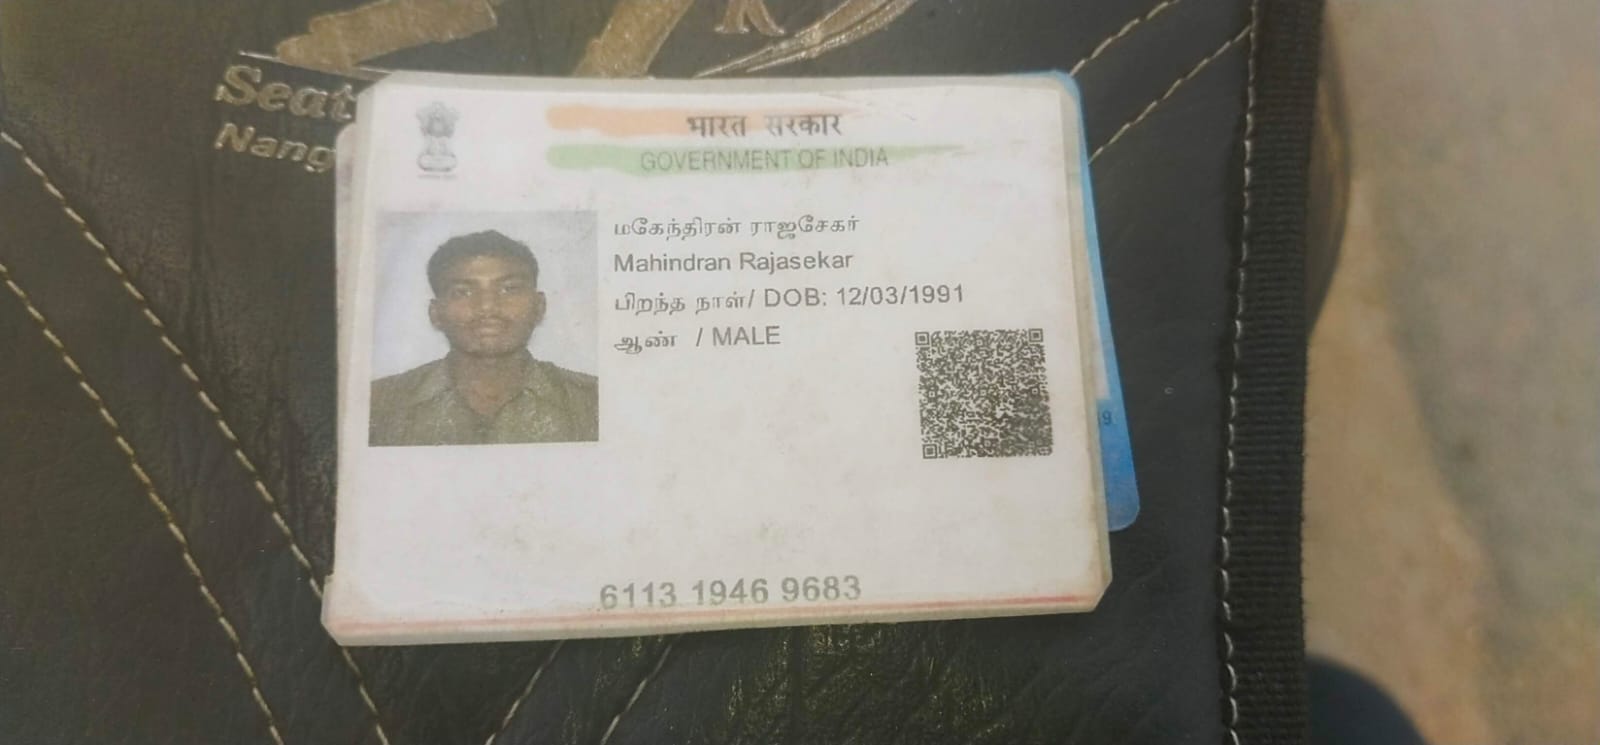 Seat
Nang
भारत सरकार
GOVERNMENT OF INDIA
மகேந்திரன் ராஜசேகர்
Mahindran Rajasekar
பிறந்த நாள்/ DOB: 12/03/1991
ஆண் / MALE
6113 1946 9683